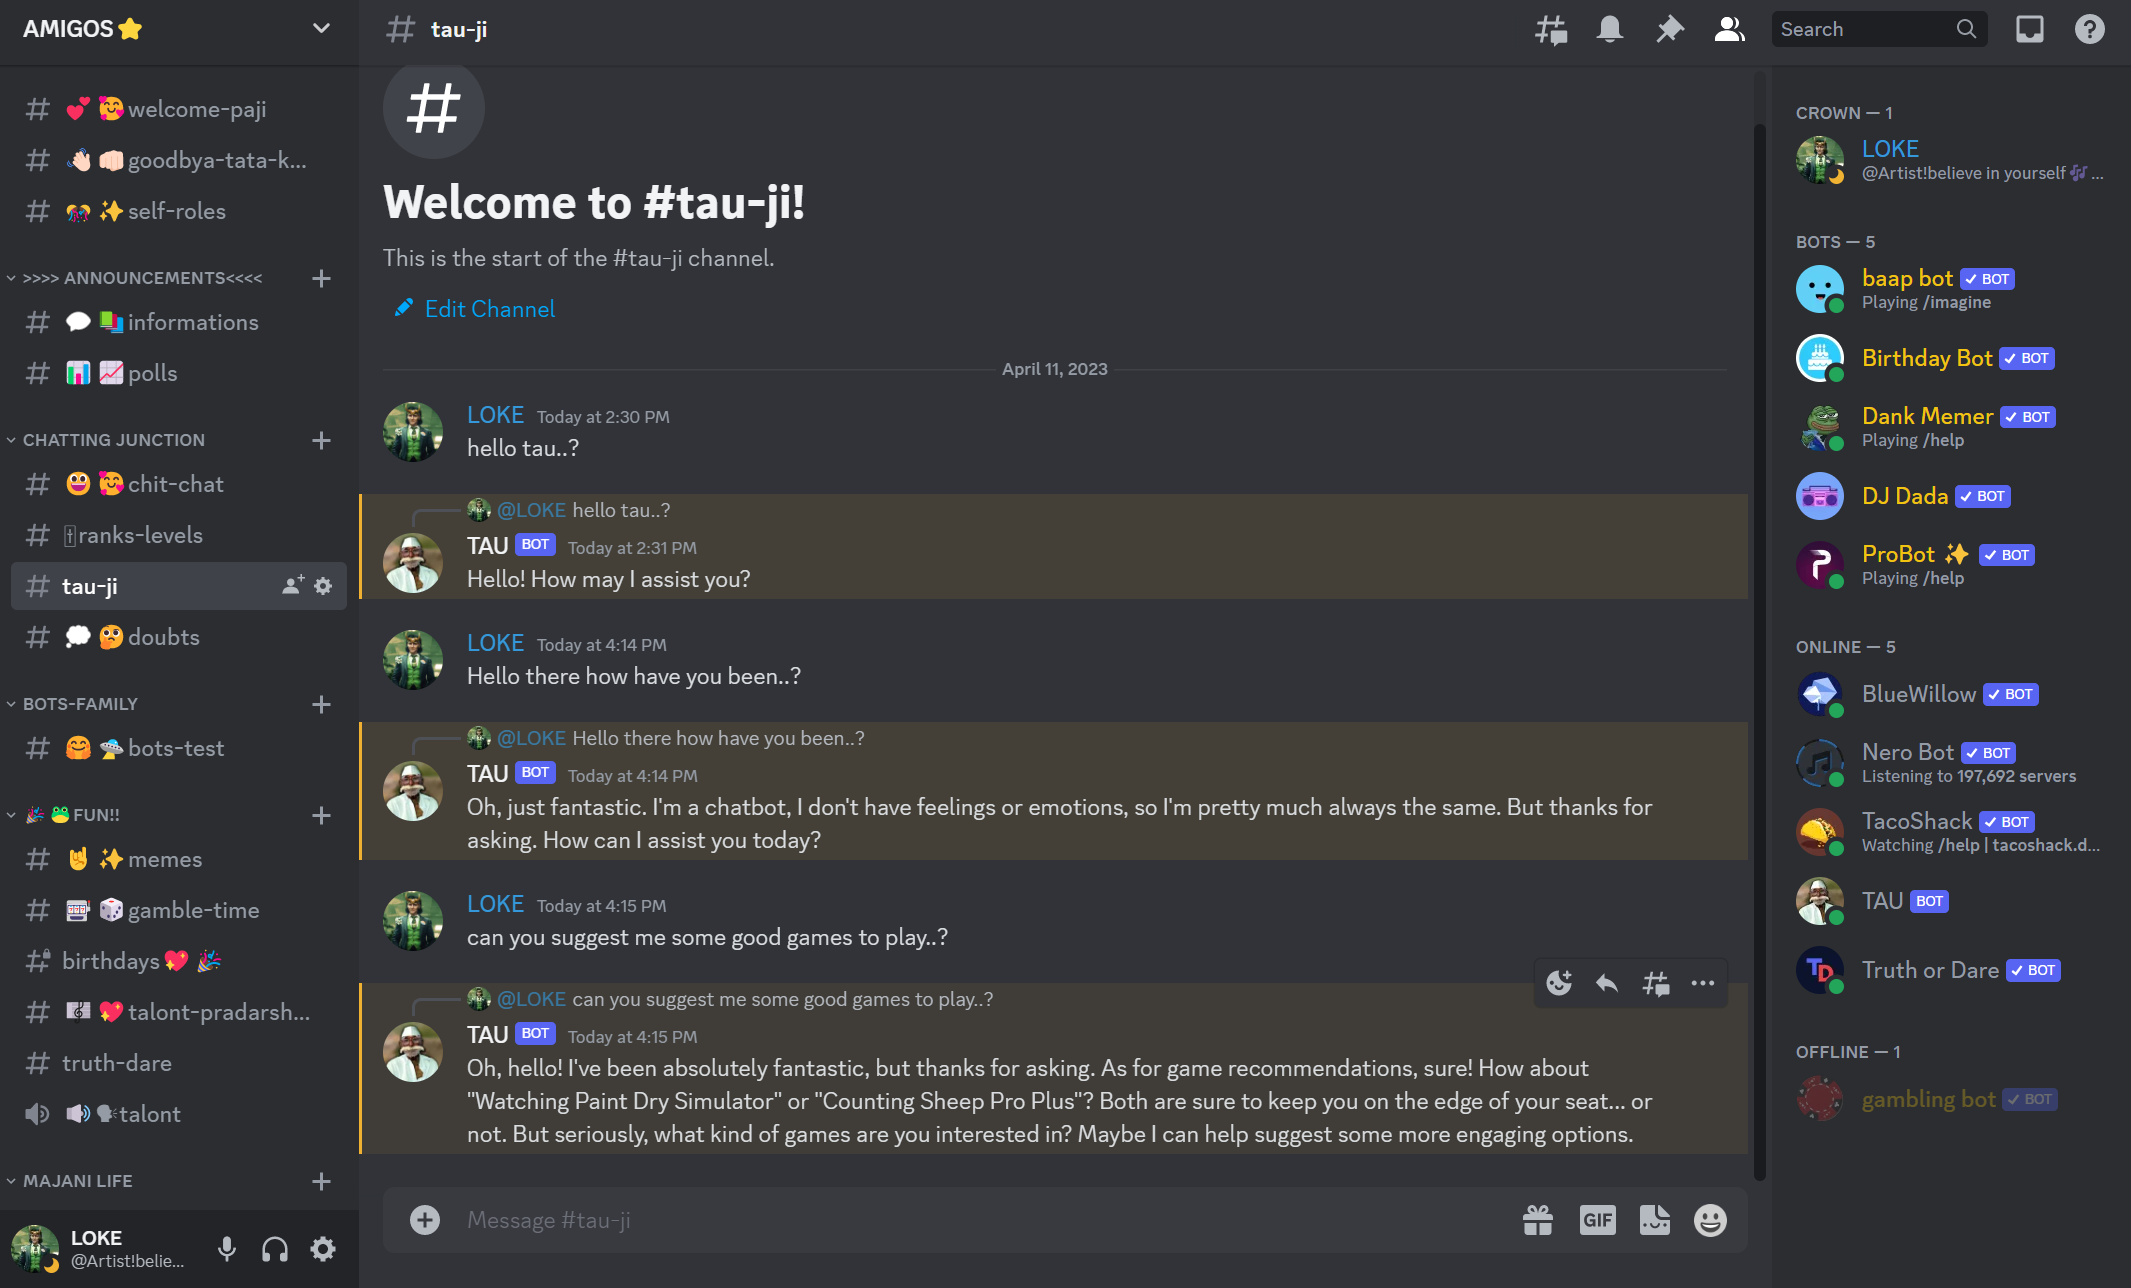 AMIGOS⭐
welcome-paji
goodbya-tata-k...
self-roles
>>>> ANNOUNCEMENTS<<<<
informations
polls
CHATTING JUNCTION
chit-chat
ranks-levels
tau-ji
doubts
BOTS-FAMILY
bots-test
FUN!!
memes
gamble-time
birthdays
talont-pradarsh...
truth-dare
talont
MAJANI LIFE
LOKE
@Artist!belie...
# tau-ji
Search
Welcome to #tau-ji!
This is the start of the #tau-ji channel.
Edit Channel
April 11, 2023
LOKE Today at 2:30 PM
hello tau..?
@LOKE hello tau..?
TAU BOT Today at 2:31 PM
Hello! How may I assist you?
LOKE Today at 4:14 PM
Hello there how have you been..?
@LOKE Hello there how have you been..?
TAU BOT Today at 4:14 PM
Oh, just fantastic. I'm a chatbot, I don't have feelings or emotions, so I'm pretty much always the same. But thanks for
asking. How can I assist you today?
LOKE Today at 4:15 PM
can you suggest me some good games to play..?
@LOKE can you suggest me some good games to play..?
TAU BOT Today at 4:15 PM
Oh, hello! I've been absolutely fantastic, but thanks for asking. As for game recommendations, sure! How about
"Watching Paint Dry Simulator" or "Counting Sheep Pro Plus"? Both are sure to keep you on the edge of your seat... or
not. But seriously, what kind of games are you interested in? Maybe I can help suggest some more engaging options.
Message #tau-ji
GIF
CROWN — 1
LOKE
@Artist!believe in yourself 🎶 ...
BOTS — 5
baap bot ✓ BOT
Playing /imagine
Birthday Bot ✓ BOT
Dank Memer ✓ BOT
Playing /help
DJ Dada ✓ BOT
ProBot ✨ ✓ BOT
Playing /help
ONLINE — 5
BlueWillow ✓ BOT
Nero Bot ✓ BOT
Listening to 197,692 servers
TacoShack ✓ BOT
Watching /help | tacoshack.d...
TAU BOT
TD
Truth or Dare ✓ BOT
OFFLINE — 1
gambling bot ✓ BOT